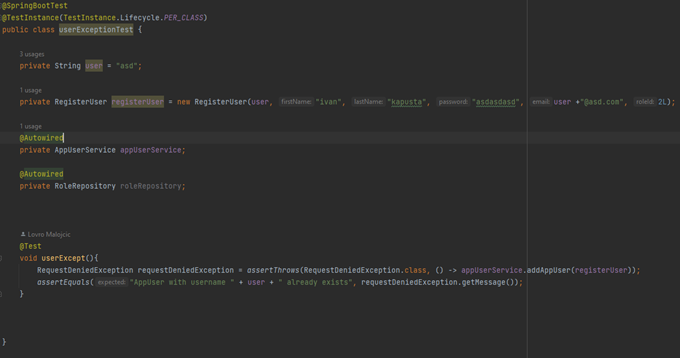 @SpringBootTest
@TestInstance(TestInstance.Lifecycle.PER_CLASS)
public class userExceptionTest {
3 usages
private String user = "asd";
1 usage
private RegisterUser registerUser = new RegisterUser(user, firstName: "ivan", lastName: "kapusta", password: "asdasdasd", email: user +"@asd.com", roleId: 2L);
1 usage
@Autowired
private AppUserService appUserService;
@Autowired
private RoleRepository roleRepository;
Lovro Malojcic
@Test
void userExcept(){
RequestDeniedException requestDeniedException = assertThrows(RequestDeniedException.class, () -> appUserService.addAppUser(registerUser));
assertEquals( expected: "AppUser with username " + user + " already exists", requestDeniedException.getMessage());
}
}